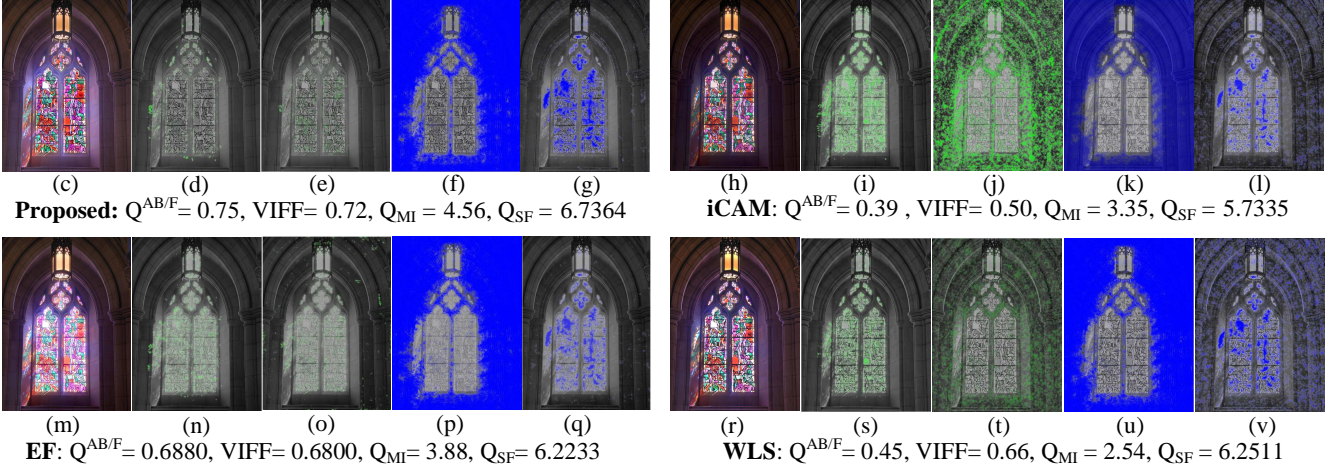 (c) (d) (e) (f) (g)
Proposed: Q^AB/F= 0.75, VIFF= 0.72, Q_MI = 4.56, Q_SF = 6.7364
(h) (i) (j) (k) (l)
iCAM: Q^AB/F= 0.39 , VIFF= 0.50, Q_MI = 3.35, Q_SF = 5.7335
(m) (n) (o) (p) (q)
EF: Q^AB/F= 0.6880, VIFF= 0.6800, Q_MI= 3.88, Q_SF= 6.2233
(r) (s) (t) (u) (v)
WLS: Q^AB/F= 0.45, VIFF= 0.66, Q_MI = 2.54, Q_SF = 6.2511